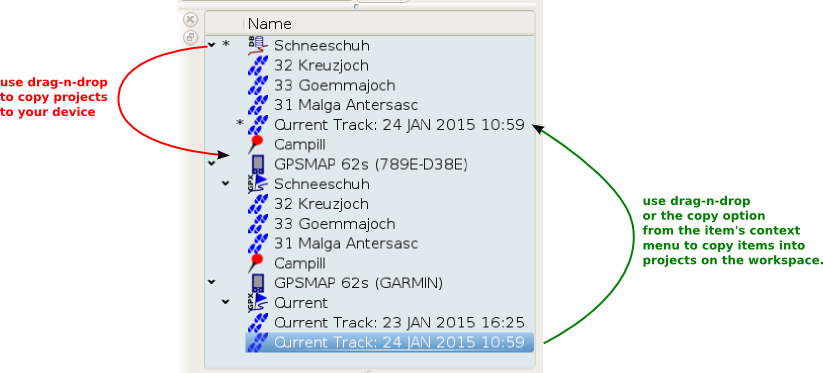 Name
* Schneeschuh
32 Kreuzjoch
33 Goemmajoch
31 Malga Antersasc
* Current Track: 24 JAN 2015 10:59
Campill
GPSMAP 62s (789E-D38E)
Schneeschuh
32 Kreuzjoch
33 Goemmajoch
31 Malga Antersasc
Campill
GPSMAP 62s (GARMIN)
Current
Current Track: 23 JAN 2015 16:25
Current Track: 24 JAN 2015 10:59
use drag-n-drop
to copy projects
to your device
use drag-n-drop
or the copy option
from the item's context
menu to copy items into
projects on the workspace.
DB
GPX
GPX